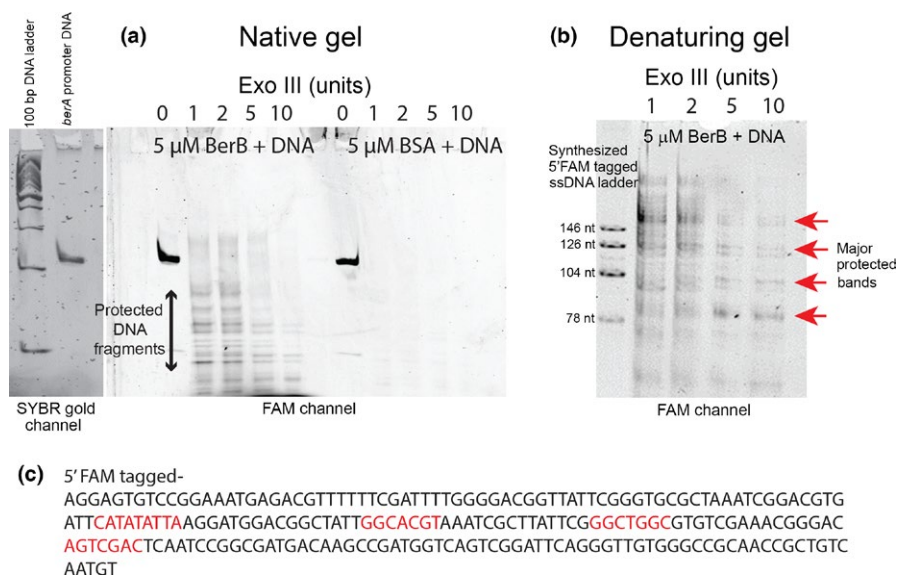 100 bp DNA ladder
berA promoter DNA
(a)
Native gel
Exo III (units)
0 1 2 5 10
0 1 2 5 10
5 µM BerB + DNA
5 µM BSA + DNA
Protected
DNA
fragments
SYBR gold
channel
FAM channel
(b)
Denaturing gel
Exo III (units)
1 2 5 10
5 µM BerB + DNA
Synthesized
5'FAM tagged
ssDNA ladder
146 nt
126 nt
104 nt
78 nt
Major
protected
bands
FAM channel
(c)
5' FAM tagged-
AGGAGTGTCCGGAAATGAGACGTTTTTTCGATTTTGGGGACGGTTATTCGGGTGCGCTAAATCGGACGTG
ATTCATATATTAAGGATGGACGGCTATTGGCACGTAAATCGCTTATTCGGGCTGGCGTGTCGAAACGGGAC
AGTCGACTCAATCCGGCGATGACAAGCCGATGGTCAGTCGGATTCAGGGTTGTGGGCCGCAACCGCTGTC
AATGT